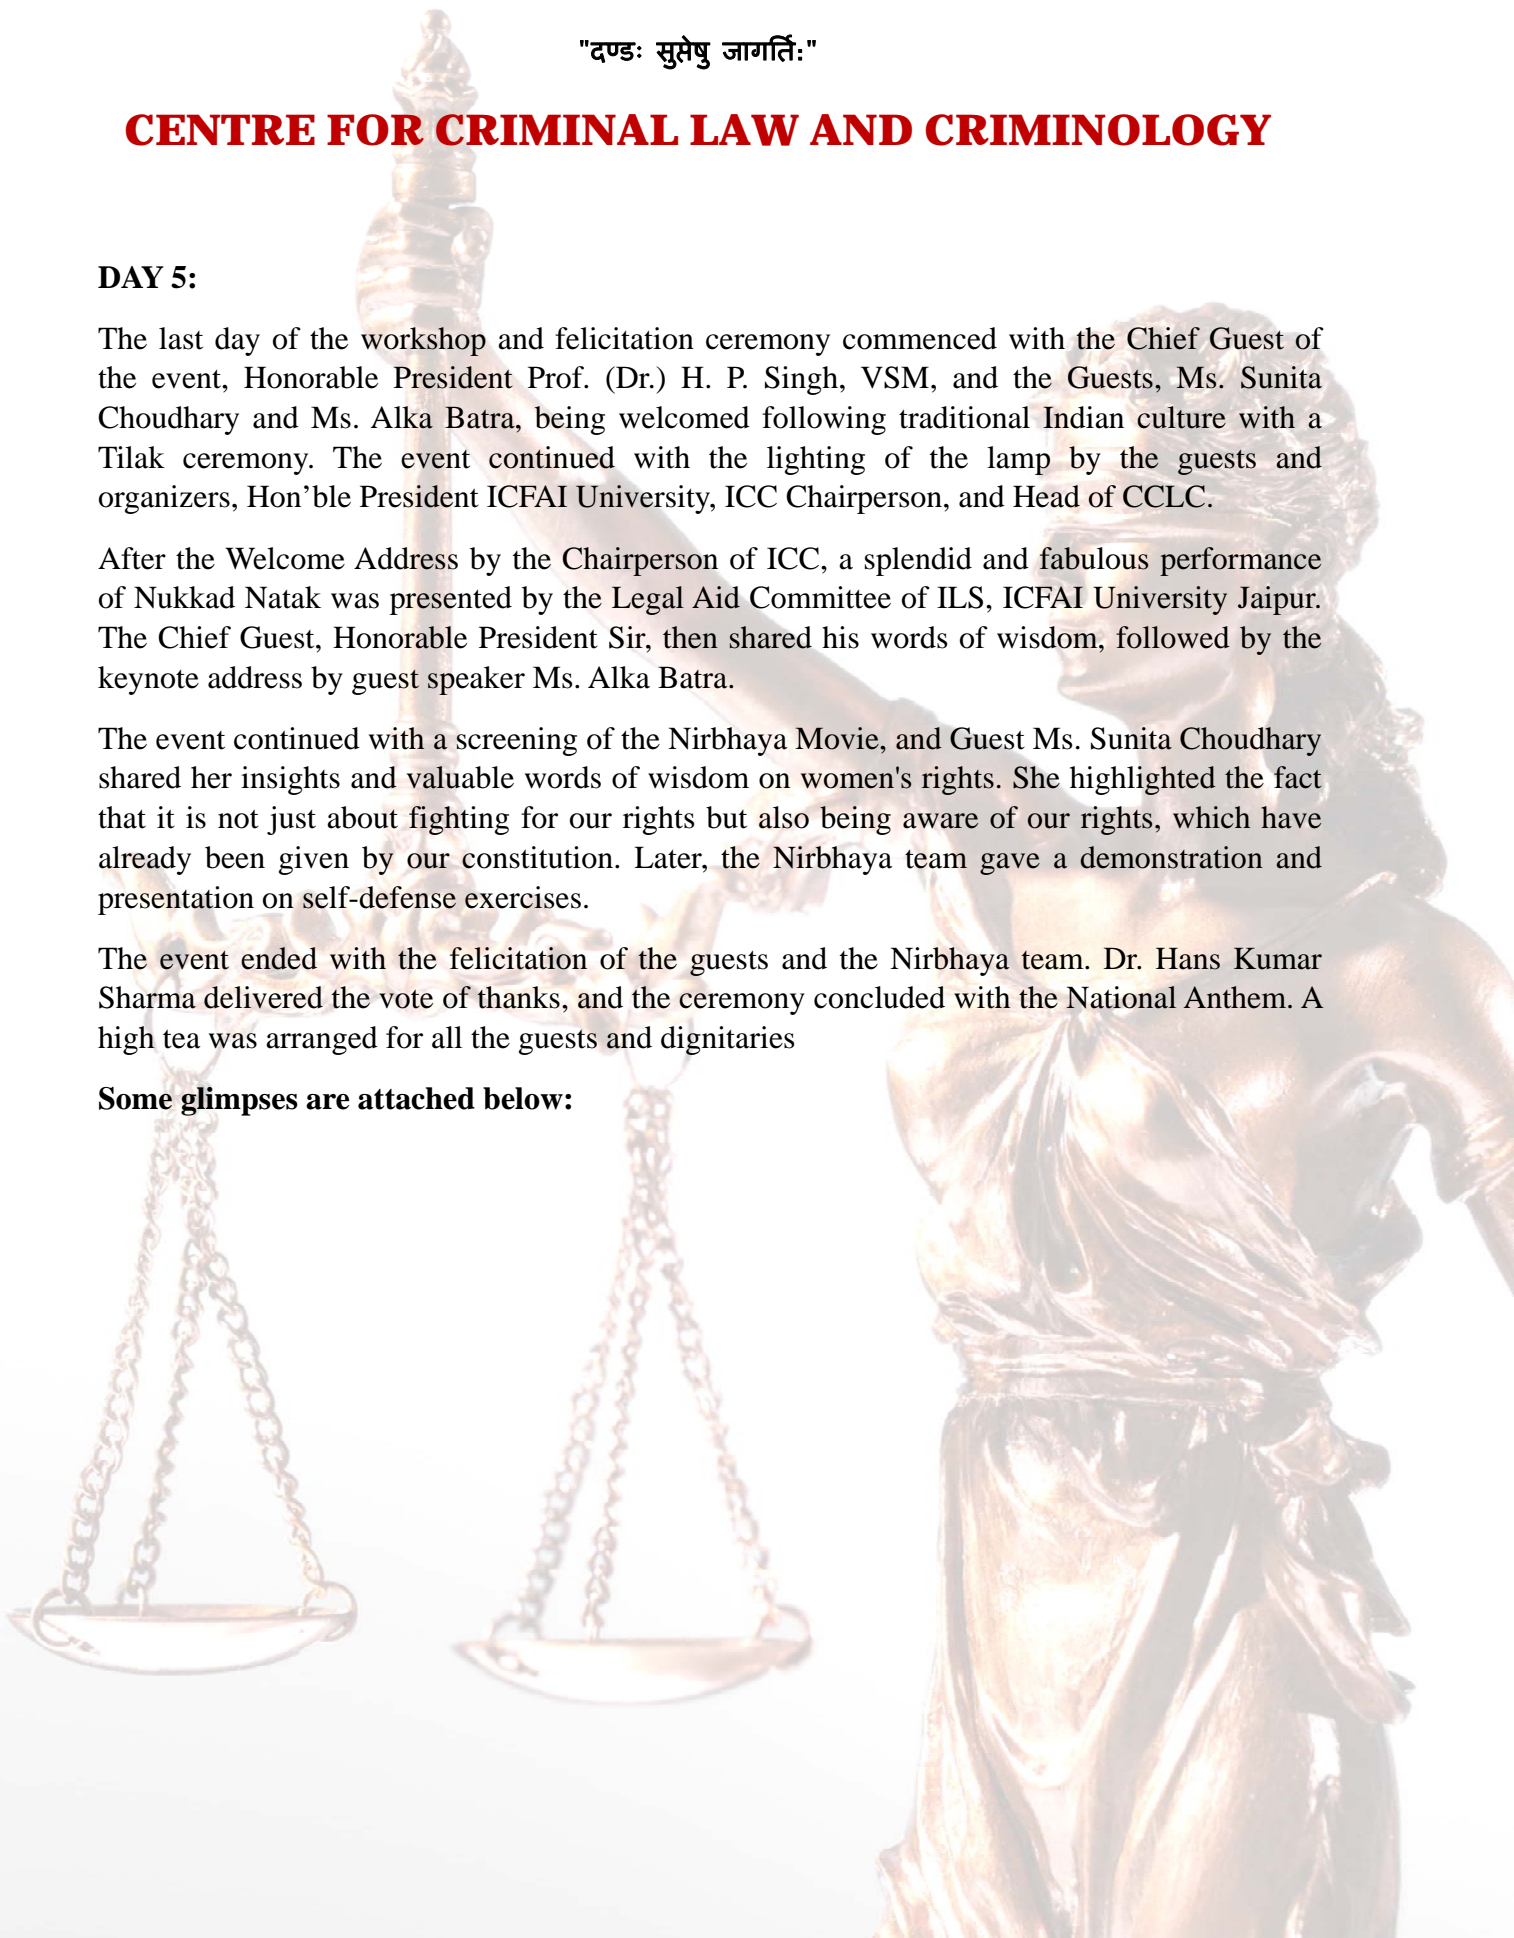 "दण्डः सुप्तेषु जागर्ति:"
CENTRE FOR CRIMINAL LAW AND CRIMINOLOGY
DAY 5:
The last day of the workshop and felicitation ceremony commenced with the Chief Guest of
the event, Honorable President Prof. (Dr.) H. P. Singh, VSM, and the Guests, Ms. Sunita
Choudhary and Ms. Alka Batra, being welcomed following traditional Indian culture with a
Tilak ceremony. The event continued with the lighting of the lamp by the guests and
organizers, Hon’ble President ICFAI University, ICC Chairperson, and Head of CCLC.
After the Welcome Address by the Chairperson of ICC, a splendid and fabulous performance
of Nukkad Natak was presented by the Legal Aid Committee of ILS, ICFAI University Jaipur.
The Chief Guest, Honorable President Sir, then shared his words of wisdom, followed by the
keynote address by guest speaker Ms. Alka Batra.
The event continued with a screening of the Nirbhaya Movie, and Guest Ms. Sunita Choudhary
shared her insights and valuable words of wisdom on women's rights. She highlighted the fact
that it is not just about fighting for our rights but also being aware of our rights, which have
already been given by our constitution. Later, the Nirbhaya team gave a demonstration and
presentation on self-defense exercises.
The event ended with the felicitation of the guests and the Nirbhaya team. Dr. Hans Kumar
Sharma delivered the vote of thanks, and the ceremony concluded with the National Anthem. A
high tea was arranged for all the guests and dignitaries
Some glimpses are attached below: